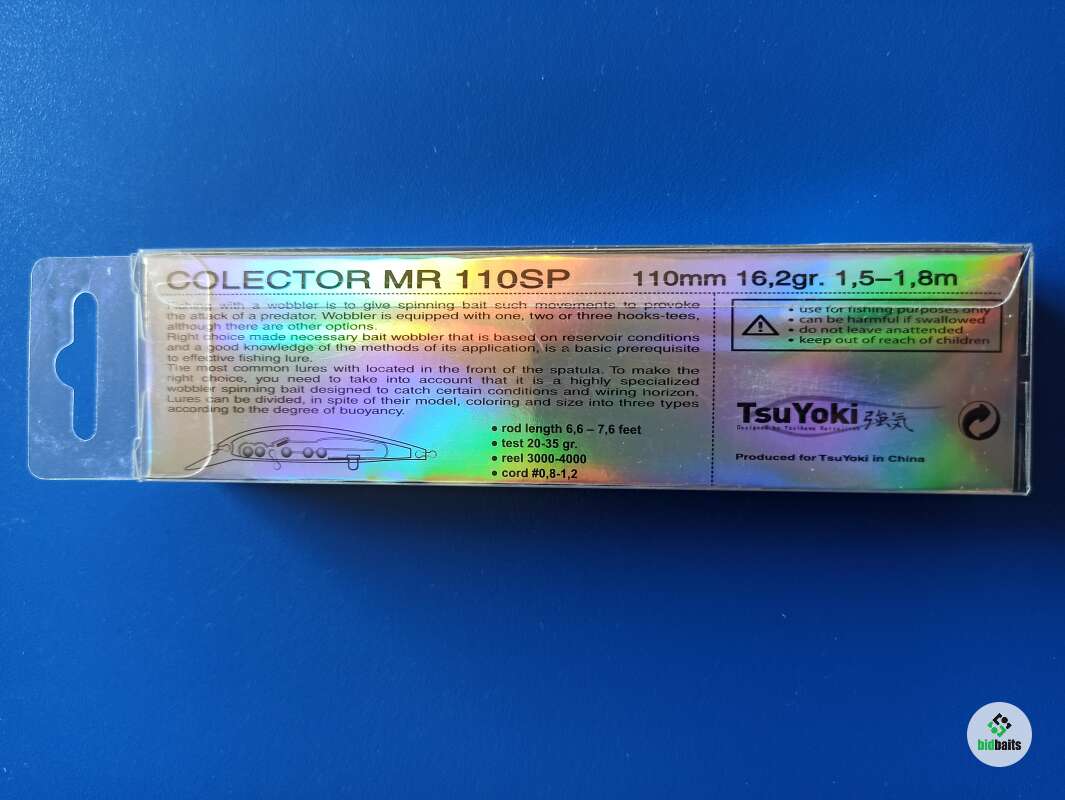 COLECTOR MR 110SP
110mm 16,2gr. 1,5–1,8m
Fishing with a wobbler is to give spinning bait such movements to provoke
the attack of a predator. Wobbler is equipped with one, two or three hooks-tees,
although there are other options.
Right choice made necessary bait wobbler that is based on reservoir conditions
and a good knowledge of the methods of its application, is a basic prerequisite
to effective fishing lure.
The most common lures with located in the front of the spatula. To make the
right choice, you need to take into account that it is a highly specialized
wobbler spinning bait designed to catch certain conditions and wiring horizon.
Lures can be divided, in spite of their model, coloring and size into three types
according to the degree of buoyancy.
• rod length 6,6 – 7,6 feet
• test 20-35 gr.
• reel 3000-4000
• cord #0,8-1,2
• use for fishing purposes only
• can be harmful if swallowed
• do not leave anattended
• keep out of reach of children
TsuYoki 強気
Designed by
Produced for TsuYoki in China
bidbaits